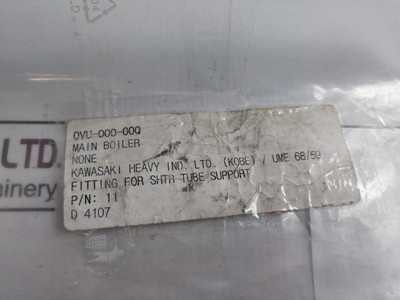 OVU-000-00Q
MAIN BOILER
NONE
KAWASAKI HEAVY IND. LTD. (KOBE) / UME 68/59
FITTING FOR SHTR TUBE SUPPORT
P/N: 11
D 4107
LTD.